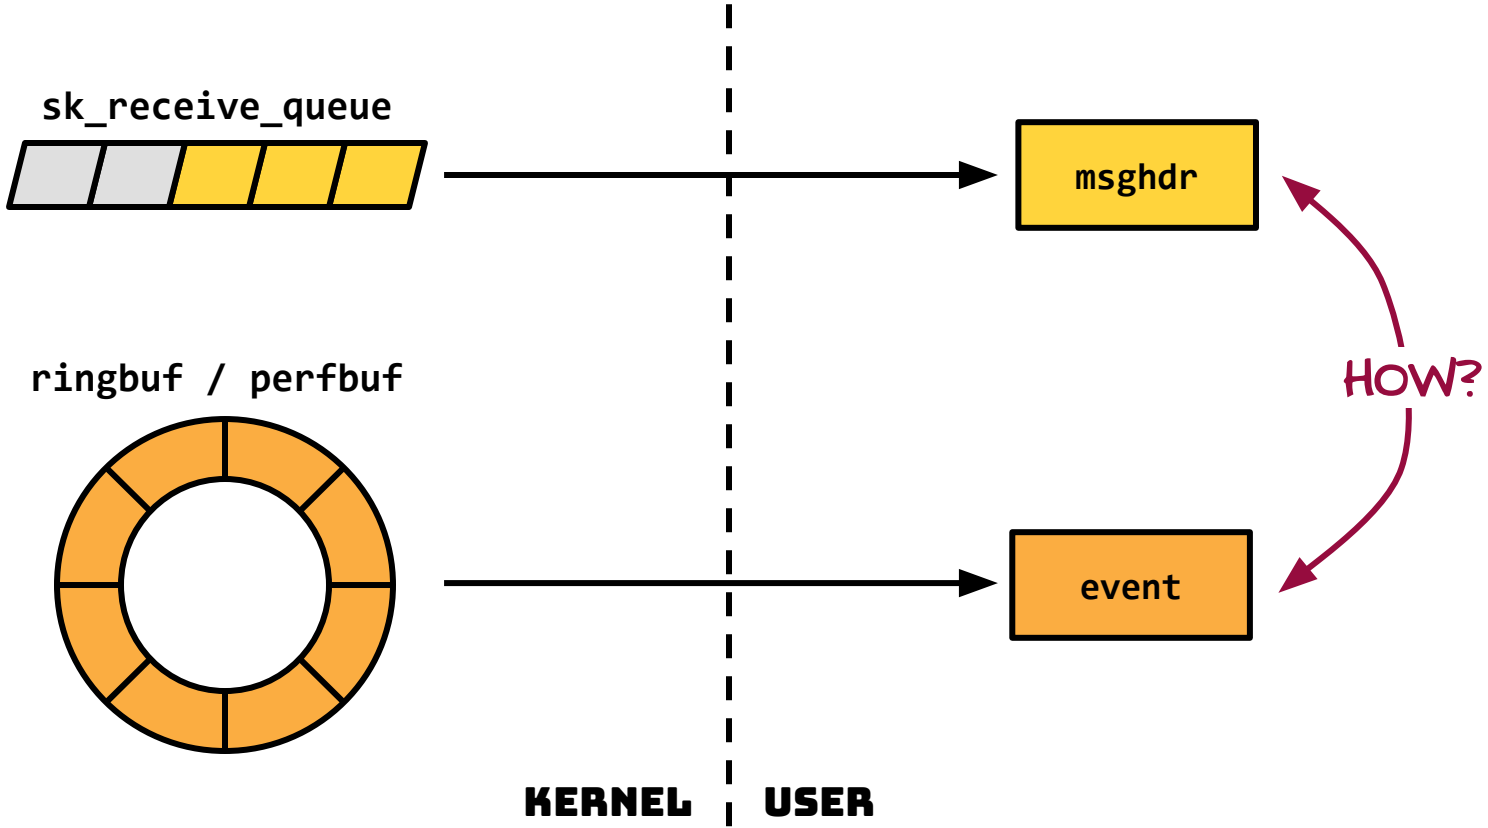 sk_receive_queue
msghdr
HOW?
ringbuf / perfbuf
event
KERNEL
USER